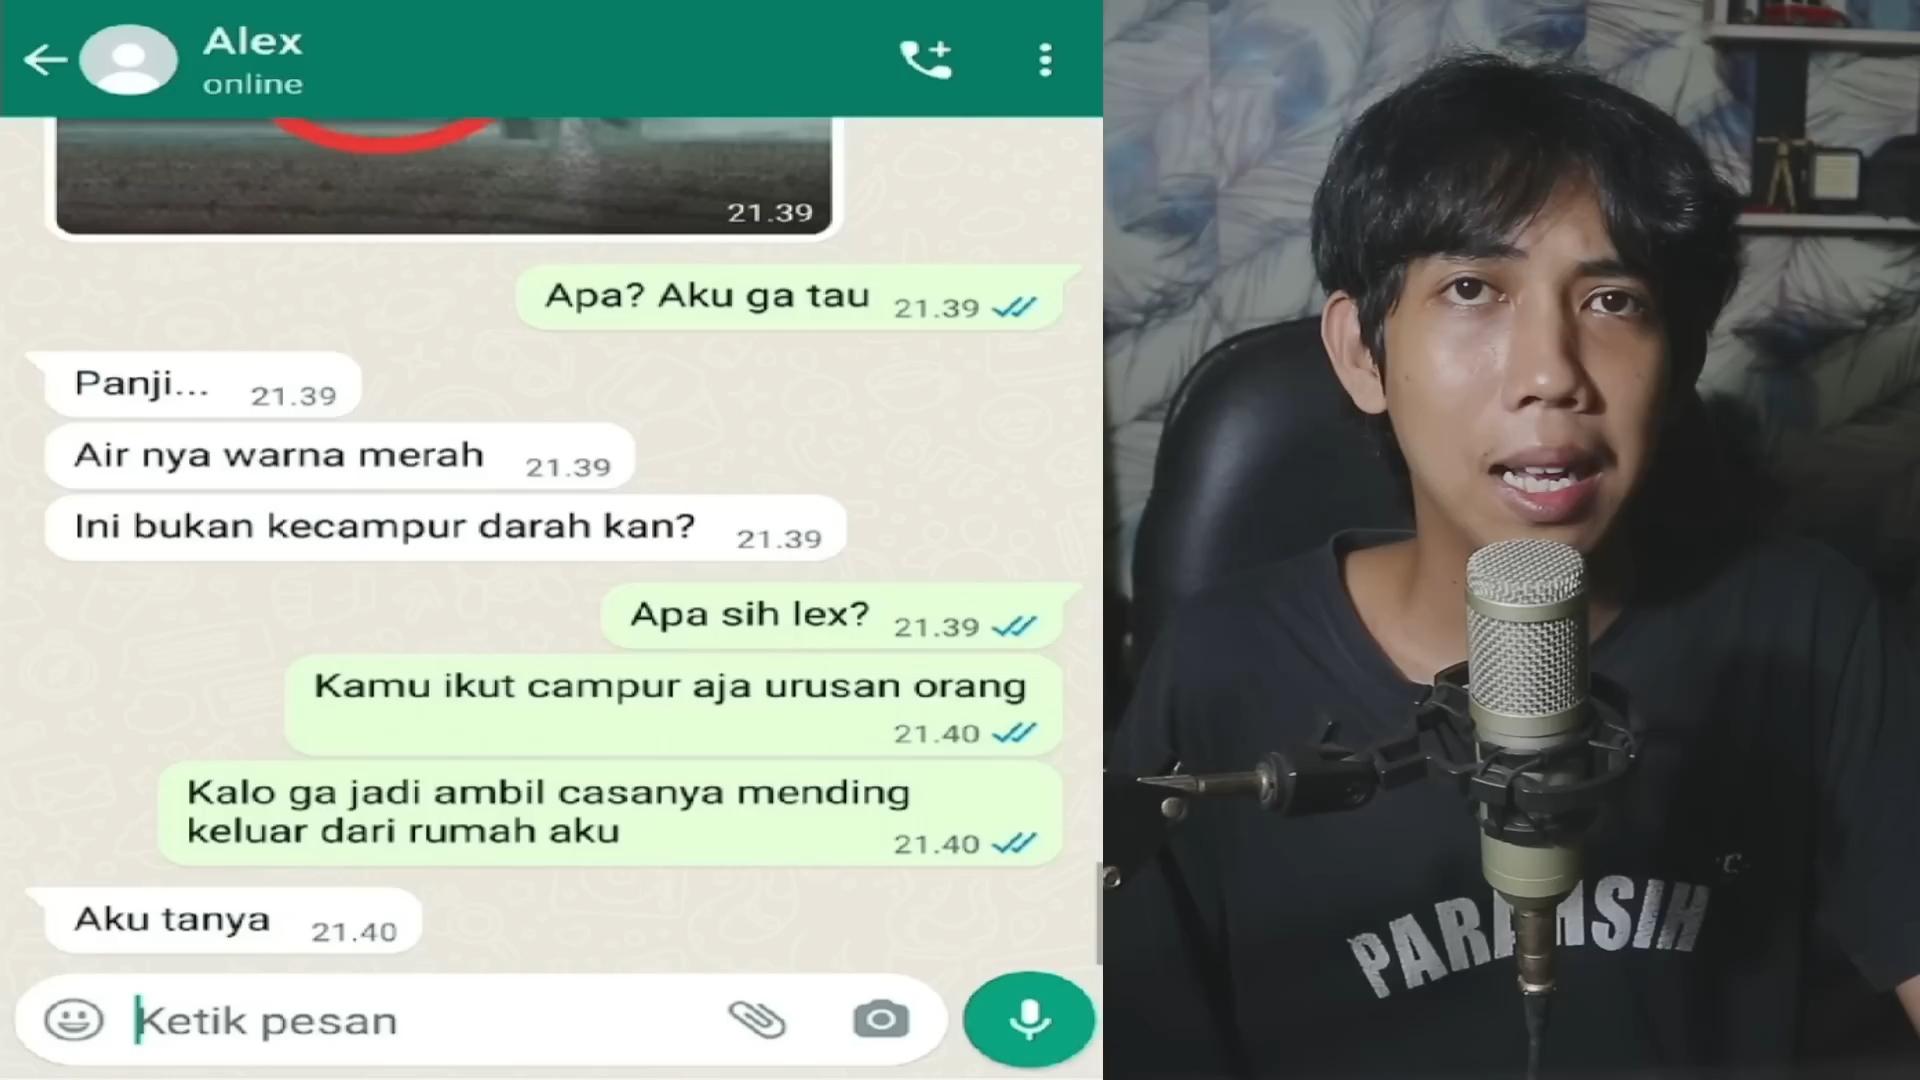 Alex
online
21.39
Apa? Aku ga tau 21.39
Panji... 21.39
Air nya warna merah 21.39
Ini bukan kecampur darah kan? 21.39
Apa sih lex? 21.39
Kamu ikut campur aja urusan orang
21.40
Kalo ga jadi ambil casanya mending
keluar dari rumah aku 21.40
Aku tanya 21.40
Ketik pesan